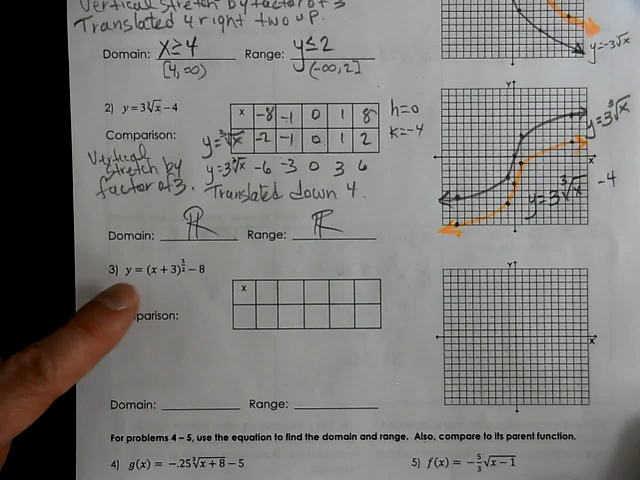 Vertical Stretch by factor of 3
Translated 4 right two up.
Domain: x≥4 Range: y≤2
[4,∞) (-∞,2]
y=-3√x
2) y = 3∛x − 4
x -8 -1 0 1 8
h=0
Comparison: y=∛x -2 -1 0 1 2
k=-4
Vertical stretch by factor of 3.
y=3∛x -6 -3 0 3 6
Translated down 4.
Domain: ℝ Range: ℝ
Y
X
y=3∛x
y=3∛x -4
3) y = (x + 3)^½ − 8
x
parison:
Domain: Range:
Y
X
For problems 4 – 5, use the equation to find the domain and range. Also, compare to its parent function.
4) g(x) = −.25∛x + 8 − 5
5) f(x) = −5/3 √x − 1